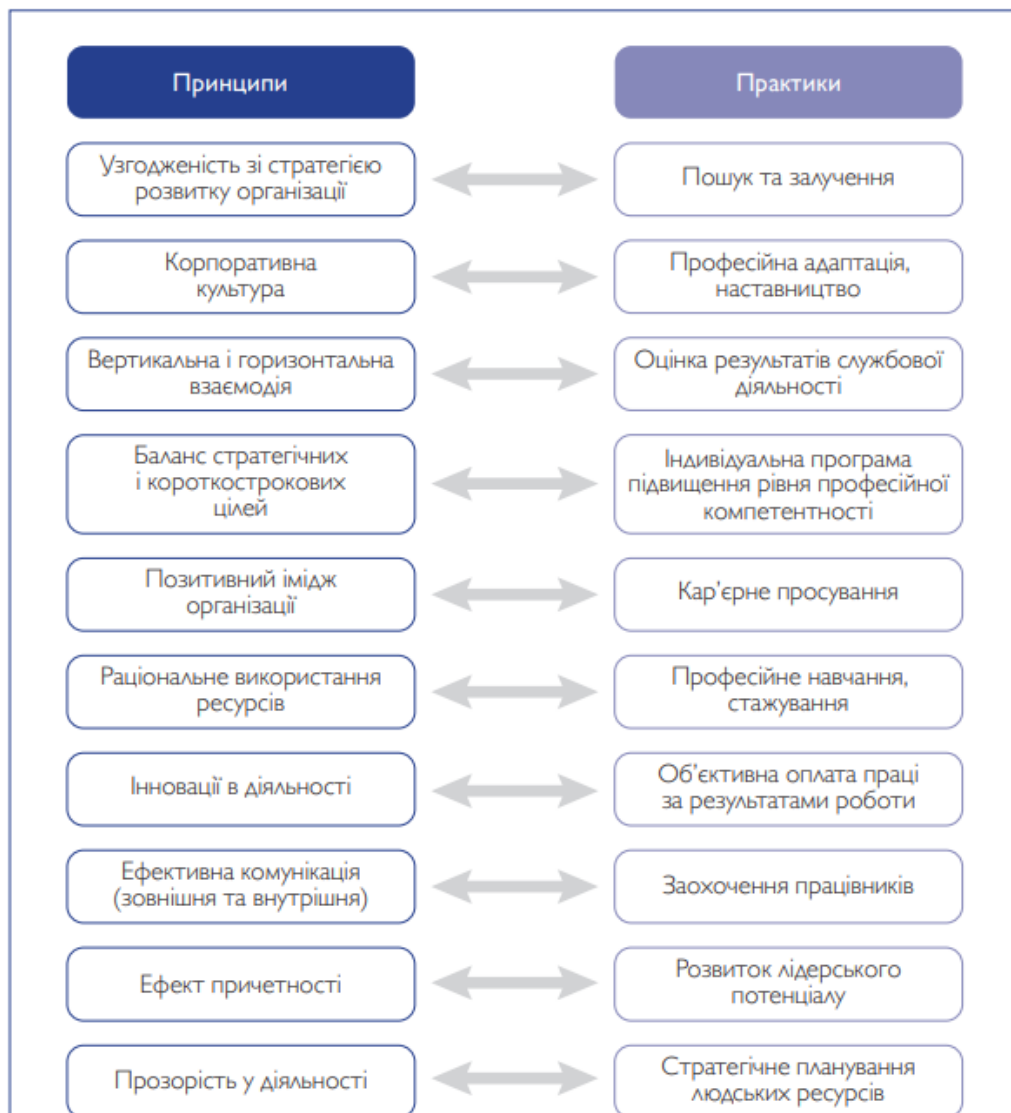 Принципи
Практики
Узгодженість зі стратегією
розвитку організації
Пошук та залучення
Корпоративна
культура
Професійна адаптація,
наставництво
Вертикальна і горизонтальна
взаємодія
Оцінка результатів службової
діяльності
Баланс стратегічних
і короткострокових
цілей
Індивідуальна програма
підвищення рівня професійної
компетентності
Позитивний імідж
організації
Кар’єрне просування
Раціональне використання
ресурсів
Професійне навчання,
стажування
Інновації в діяльності
Об’єктивна оплата праці
за результатами роботи
Ефективна комунікація
(зовнішня та внутрішня)
Заохочення працівників
Ефект причетності
Розвиток лідерського
потенціалу
Прозорість у діяльності
Стратегічне планування
людських ресурсів